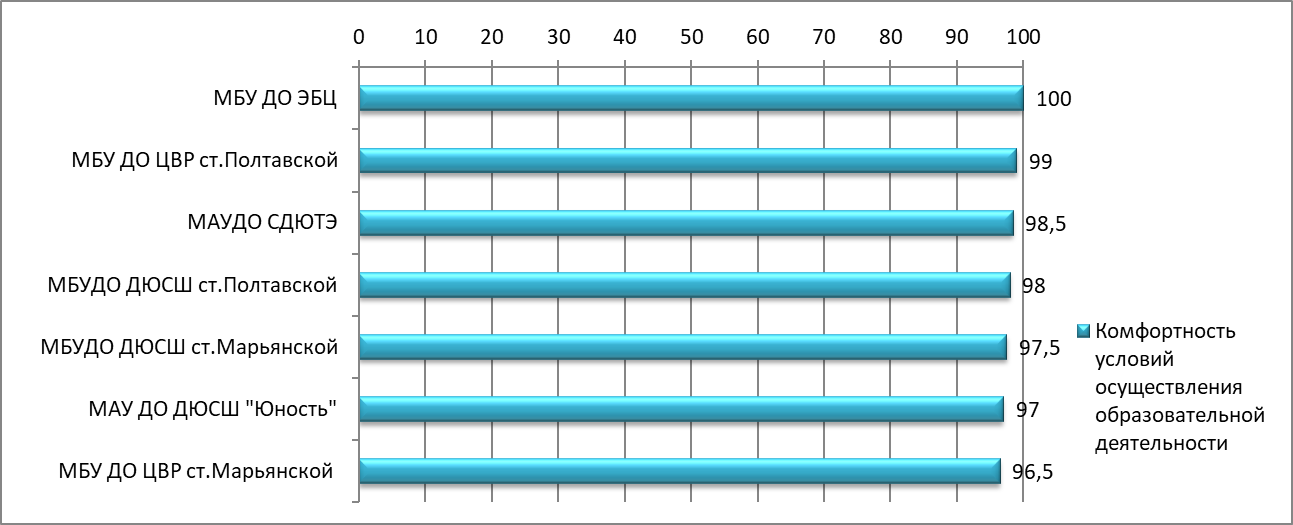 0 10 20 30 40 50 60 70 80 90 100
МБУ ДО ЭБЦ 100
МБУ ДО ЦВР ст.Полтавской 99
МАУДО СДЮТЭ 98,5
МБУДО ДЮСШ ст.Полтавской 98
МБУДО ДЮСШ ст.Марьянской 97,5
МАУ ДО ДЮСШ "Юность" 97
МБУ ДО ЦВР ст.Марьянской 96,5
Комфортность
условий
осуществления
образовательной
деятельности